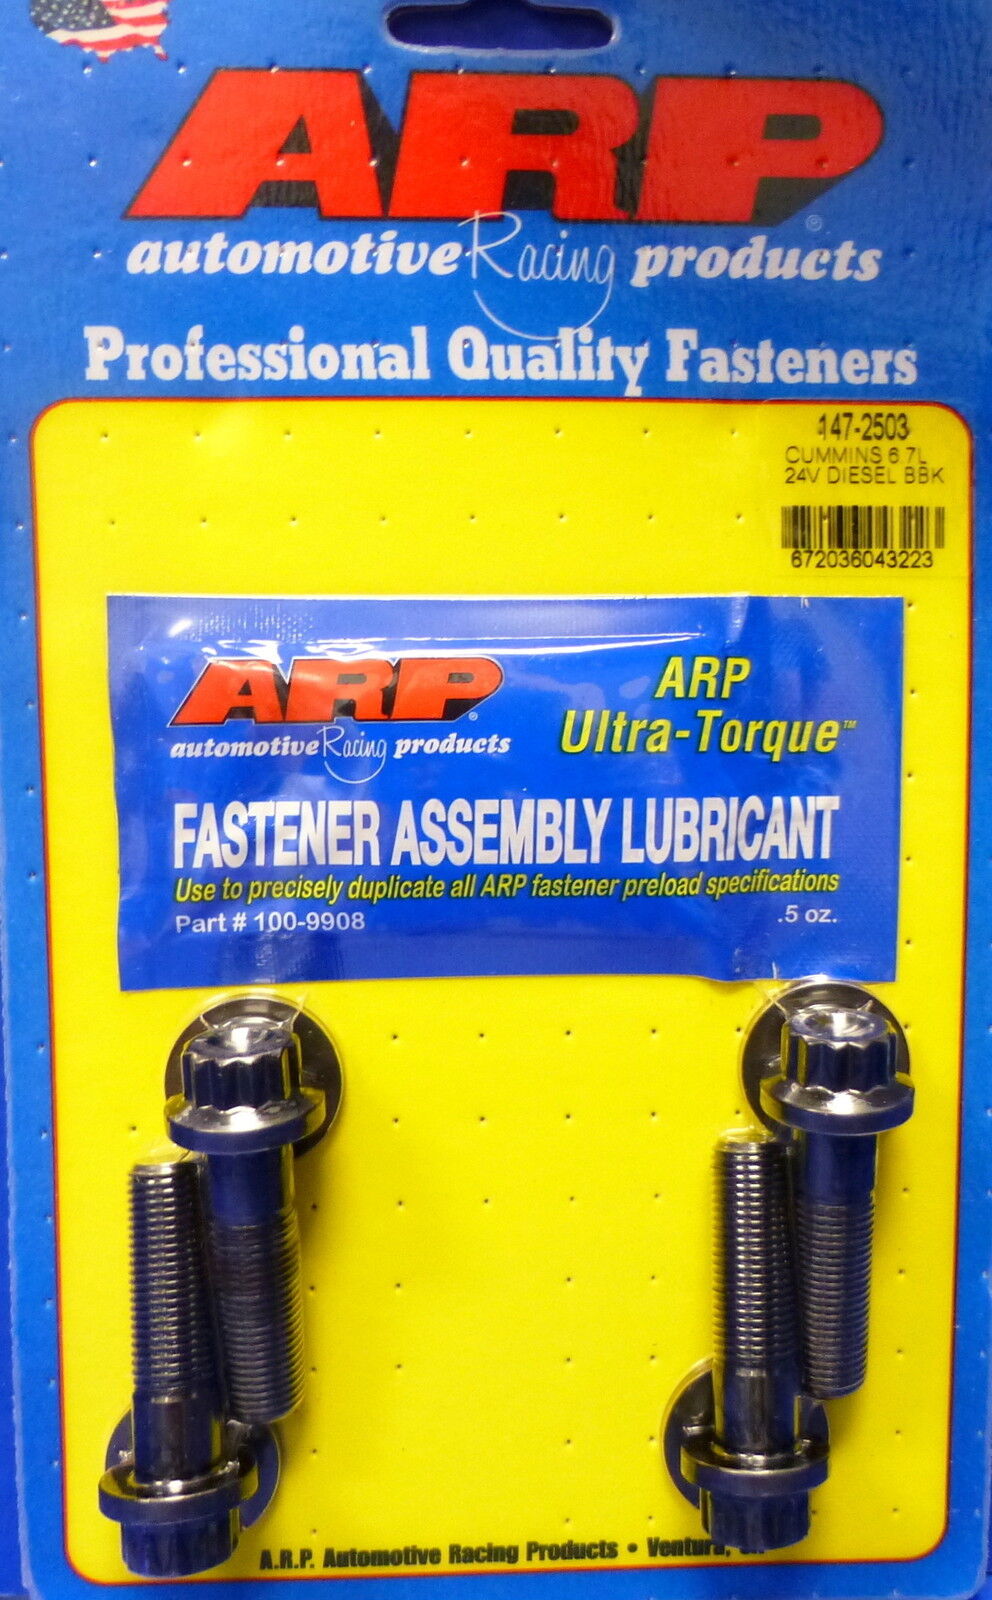 ARP®
automotive Racing products
Professional Quality Fasteners
147-2503
CUMMINS 6.7L
24V DIESEL BBK
672036043223
ARP®
automotive Racing products
ARP
Ultra-Torque™
FASTENER ASSEMBLY LUBRICANT
Use to precisely duplicate all ARP fastener preload specifications
Part # 100-9908 .5 oz.
A.R.P. Automotive Racing Products • Ventura,